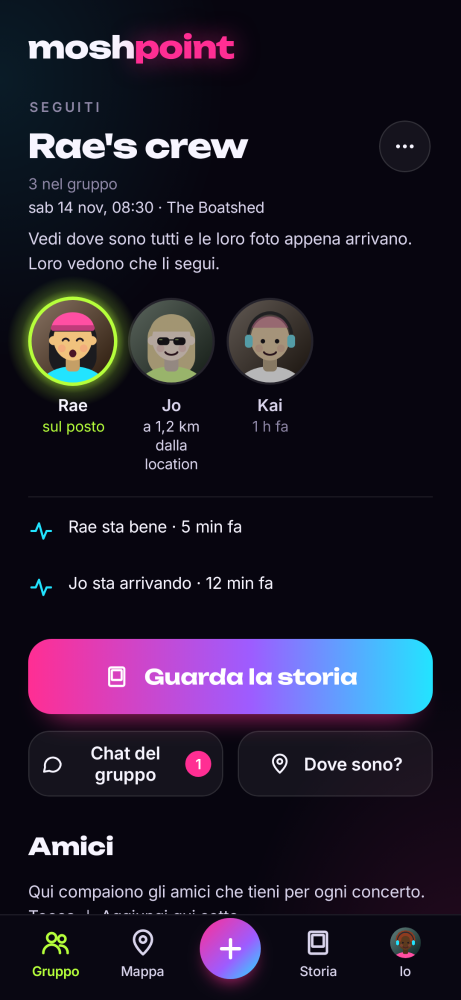 moshpoint
SEGUITI
Rae's crew
3 nel gruppo
sab 14 nov, 08:30 · The Boatshed
Vedi dove sono tutti e le loro foto appena arrivano.
Loro vedono che li segui.
Rae
sul posto
Jo
a 1,2 km
dalla
location
Kai
1 h fa
Rae sta bene · 5 min fa
Jo sta arrivando · 12 min fa
Guarda la storia
Chat del
gruppo
1
Dove sono?
Amici
Qui compaiono gli amici che tieni per ogni concerto.
Gruppo
Mappa
Storia
Io